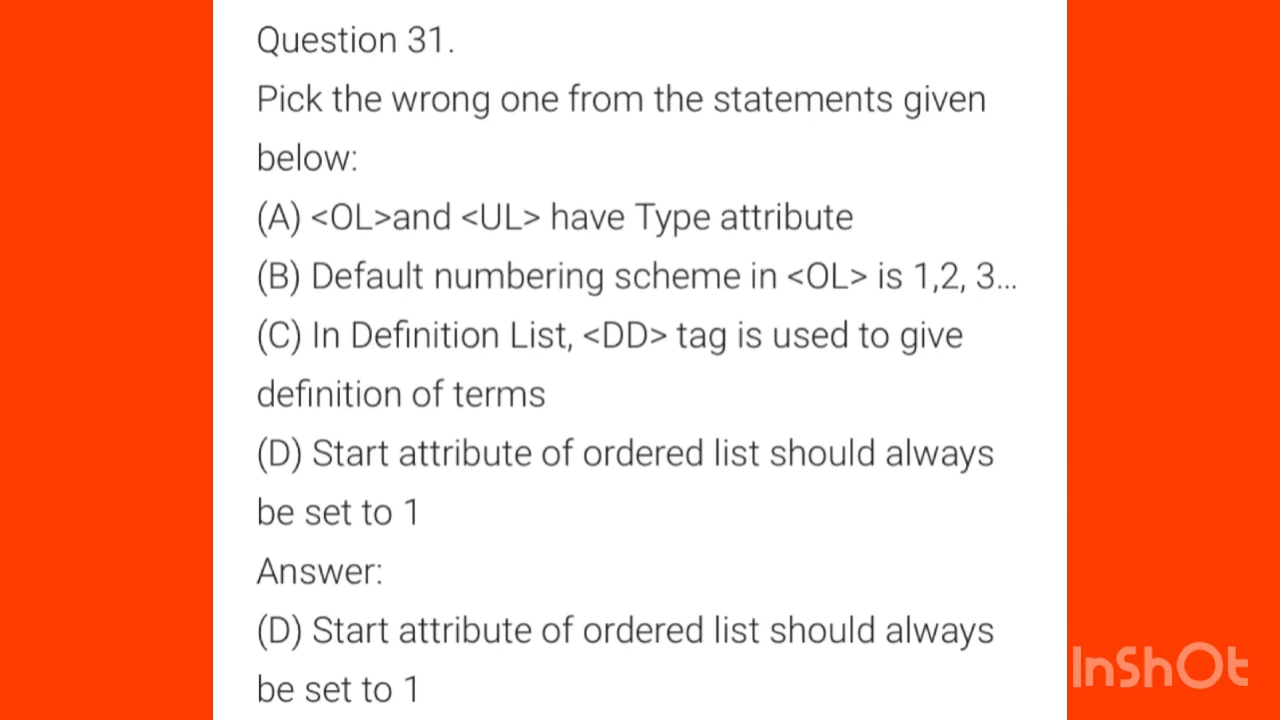 Question 31.
Pick the wrong one from the statements given
below:
(A) <OL>and <UL> have Type attribute
(B) Default numbering scheme in <OL> is 1,2, 3...
(C) In Definition List, <DD> tag is used to give
definition of terms
(D) Start attribute of ordered list should always
be set to 1
Answer:
(D) Start attribute of ordered list should always
be set to 1
InShOt